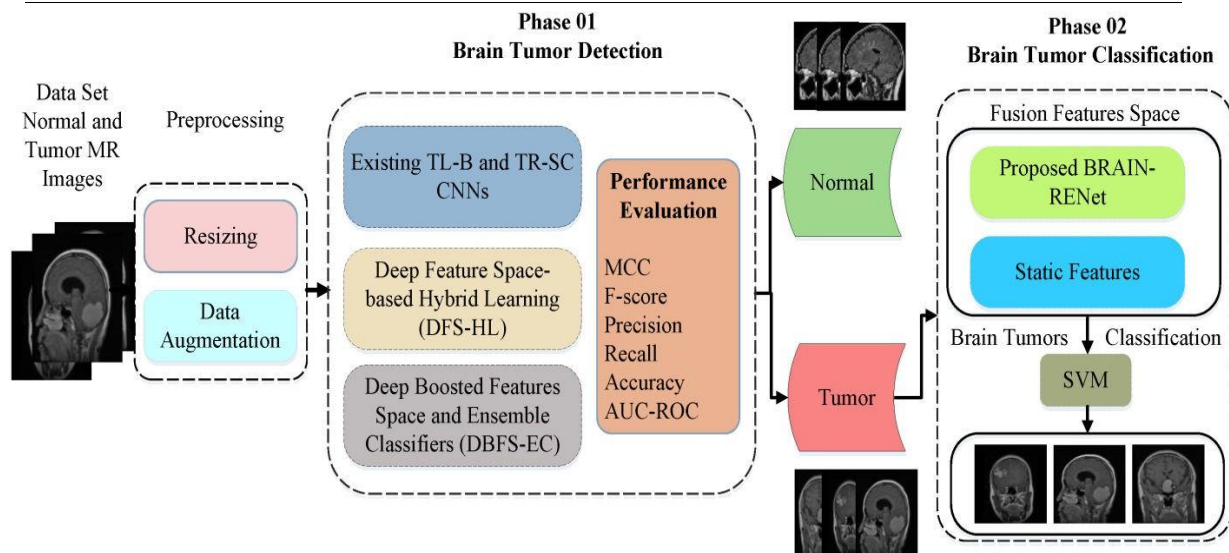 Phase 01
Brain Tumor Detection
Phase 02
Brain Tumor Classification
Data Set
Normal and
Tumor MR
Images
Preprocessing
Resizing
Data
Augmentation
Existing TL-B and TR-SC
CNNs
Deep Feature Space-
based Hybrid Learning
(DFS-HL)
Deep Boosted Features
Space and Ensemble
Classifiers (DBFS-EC)
Performance
Evaluation
MCC
F-score
Precision
Recall
Accuracy
AUC-ROC
Normal
Tumor
Fusion Features Space
Proposed BRAIN-
RENet
Static Features
Brain Tumors Classification
SVM